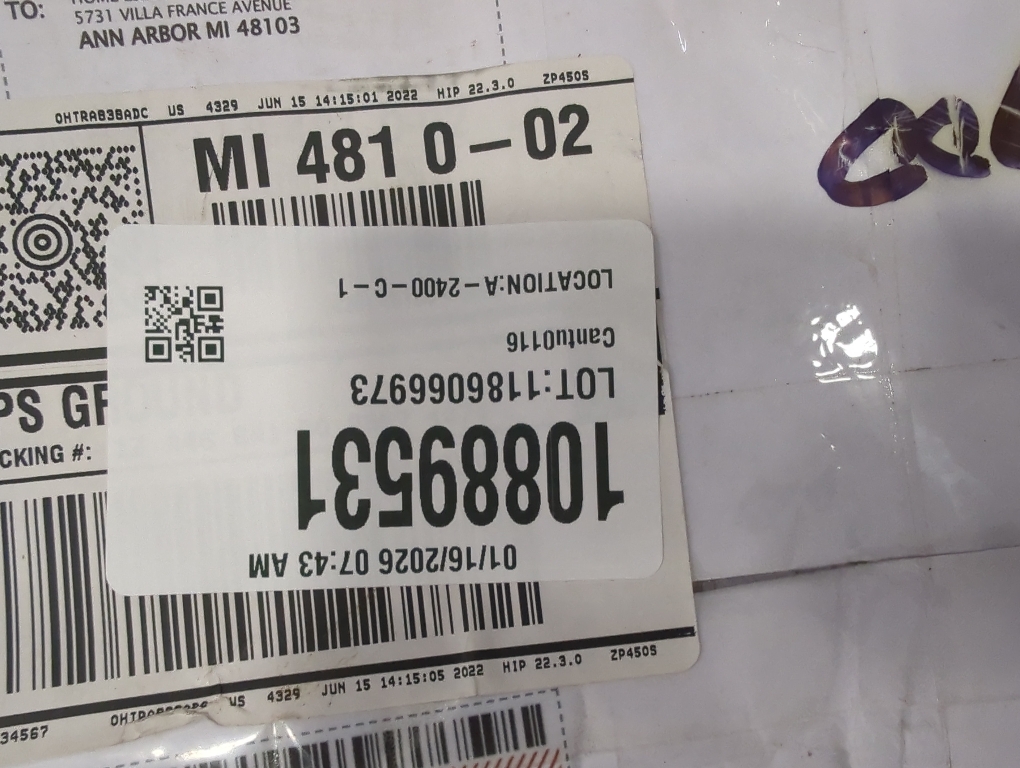 TO:
5731 VILLA FRANCE AVENUE
ANN ARBOR MI 48103
US 4329 JUN 15 14:15:01 2022 HIP 22.3.0 ZP450S
MI 481 0-02
PS GR
CKING #:
01/16/2026 07:43 AM
10889531
LOT:1186066973
Cantu0116
LOCATION:A-2400-C-1
US 4329 JUN 15 14:15:05 2022 HIP 22.3.0 ZP450S
34567